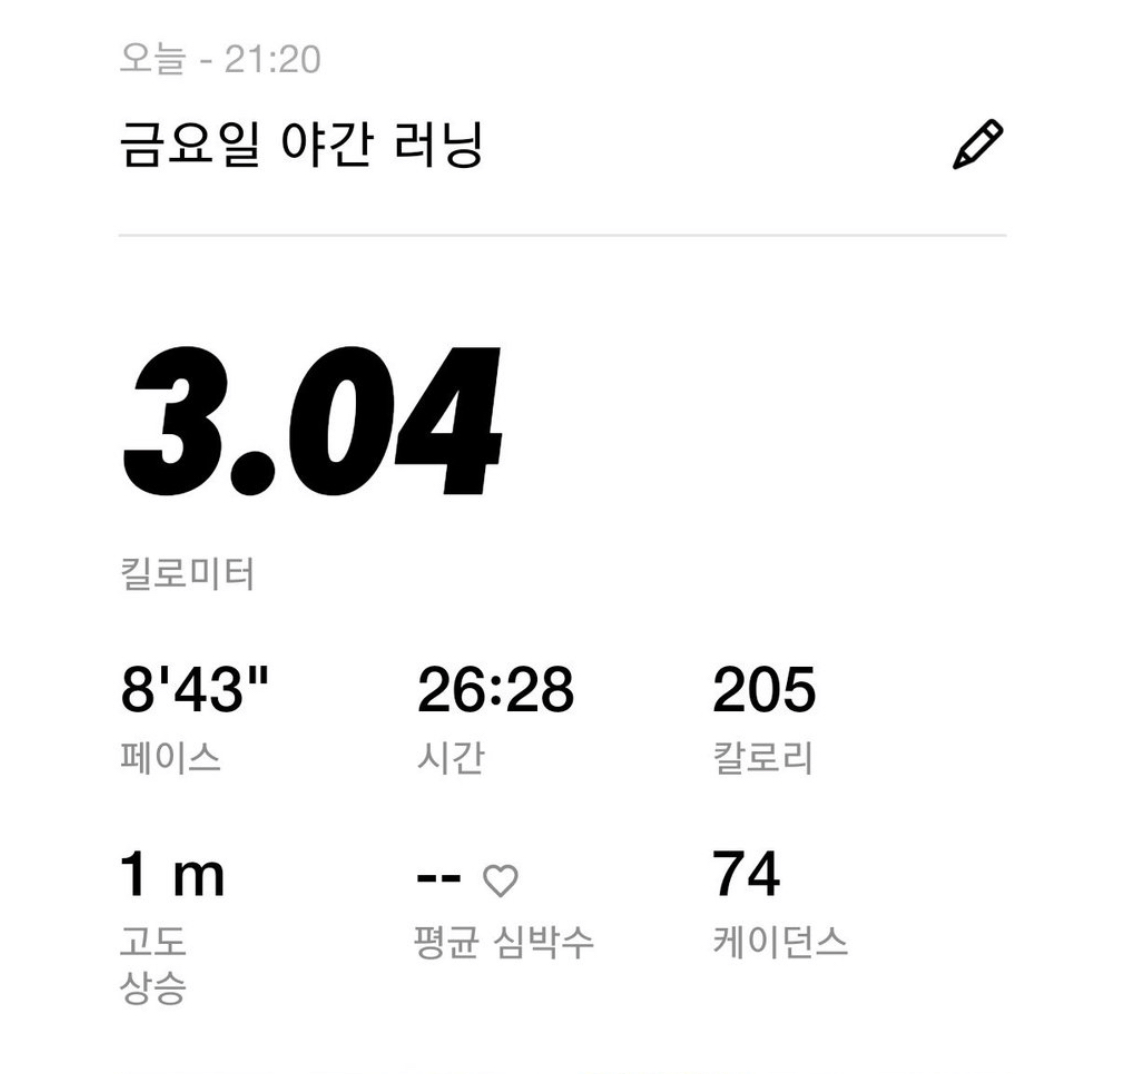 오늘 - 21:20
금요일 야간 러닝
3.04
킬로미터
8'43" 26:28 205
페이스 시간 칼로리
1 m -- 74
고도 평균 심박수 케이던스
상승